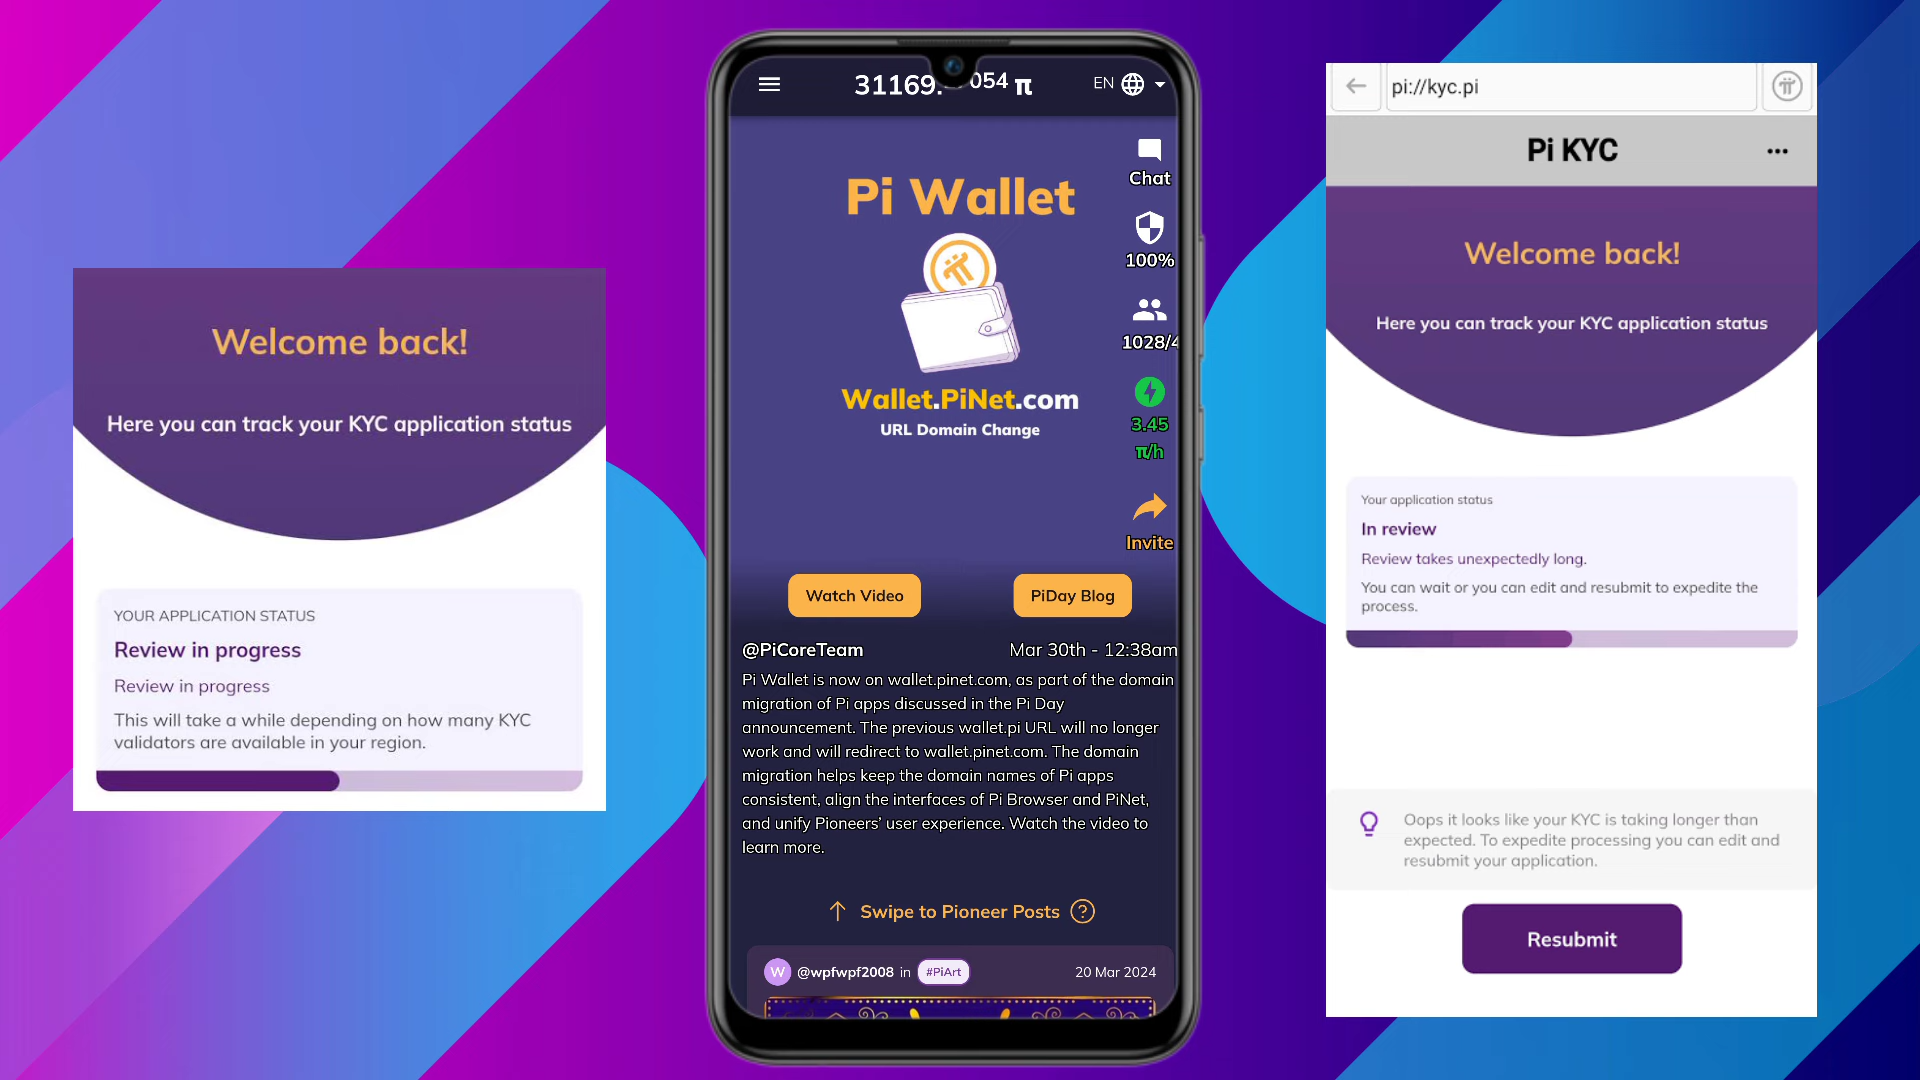 Welcome back!
Here you can track your KYC application status
YOUR APPLICATION STATUS
Review in progress
Review in progress
This will take a while depending on how many KYC
validators are available in your region.
31169. 054 π
EN
Pi Wallet
Wallet.PiNet.com
URL Domain Change
Chat
100%
1028/4
3.45
π/h
Invite
Watch Video
PiDay Blog
@PiCoreTeam
Mar 30th - 12:38am
Pi Wallet is now on wallet.pinet.com, as part of the domain
migration of Pi apps discussed in the Pi Day
announcement. The previous wallet.pi URL will no longer
work and will redirect to wallet.pinet.com. The domain
migration helps keep the domain names of Pi apps
consistent, align the interfaces of Pi Browser and PiNet,
and unify Pioneers' user experience. Watch the video to
learn more.
Swipe to Pioneer Posts ?
W @wpfwpf2008 in #PiArt
20 Mar 2024
pi://kyc.pi
Pi KYC
Welcome back!
Here you can track your KYC application status
Your application status
In review
Review takes unexpectedly long.
You can wait or you can edit and resubmit to expedite the
process.
Oops it looks like your KYC is taking longer than
expected. To expedite processing you can edit and
resubmit your application.
Resubmit